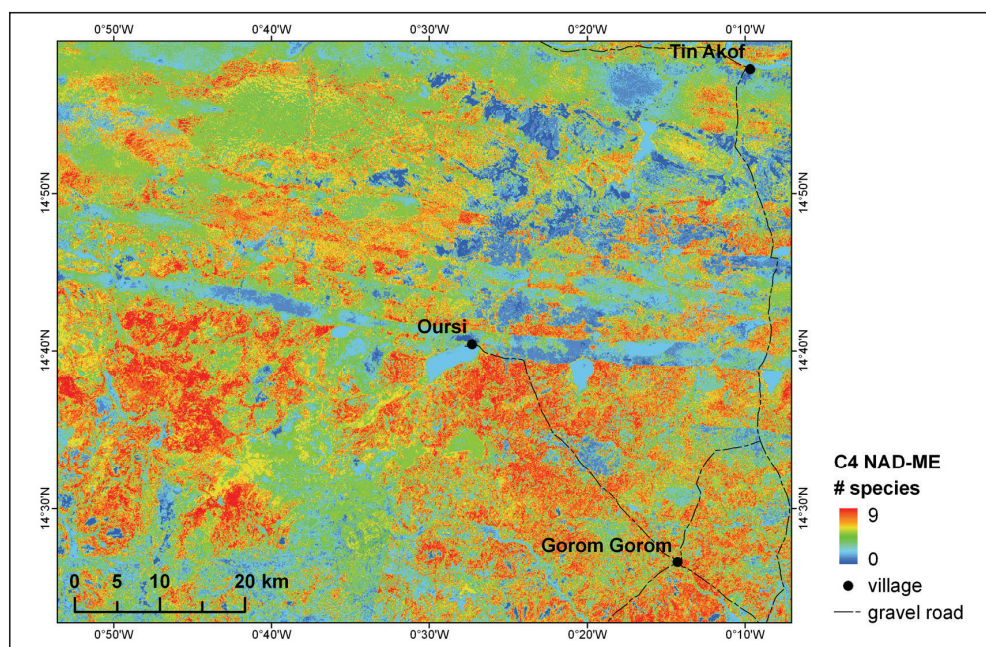 0°50'W 0°40'W 0°30'W 0°20'W 0°10'W
Tin Akof
14°50'N 14°50'N
Oursi
14°40'N 14°40'N
14°30'N 14°30'N
Gorom Gorom
0 5 10 20 km
0°50'W 0°40'W 0°30'W 0°20'W 0°10'W
C4 NAD-ME
# species
9
0
village
gravel road